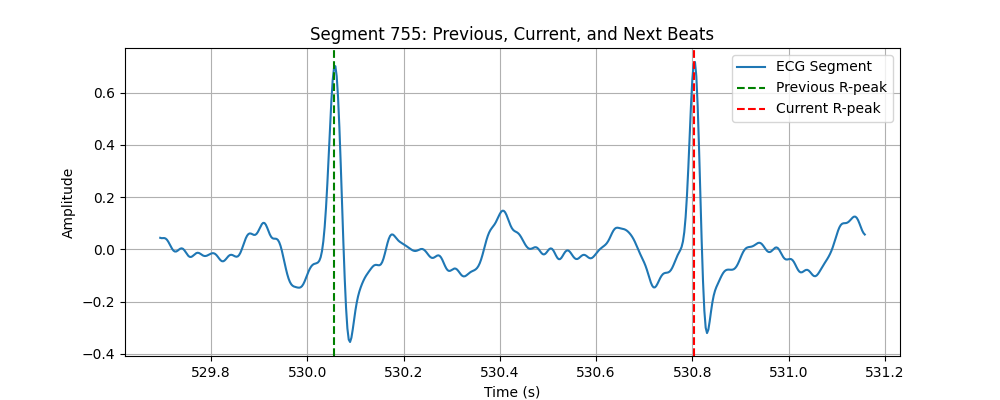 Segment 755: Previous, Current, and Next Beats
ECG Segment
Previous R-peak
Current R-peak
Amplitude
0.6
0.4
0.2
0.0
−0.2
−0.4
529.8 530.0 530.2 530.4 530.6 530.8 531.0 531.2
Time (s)